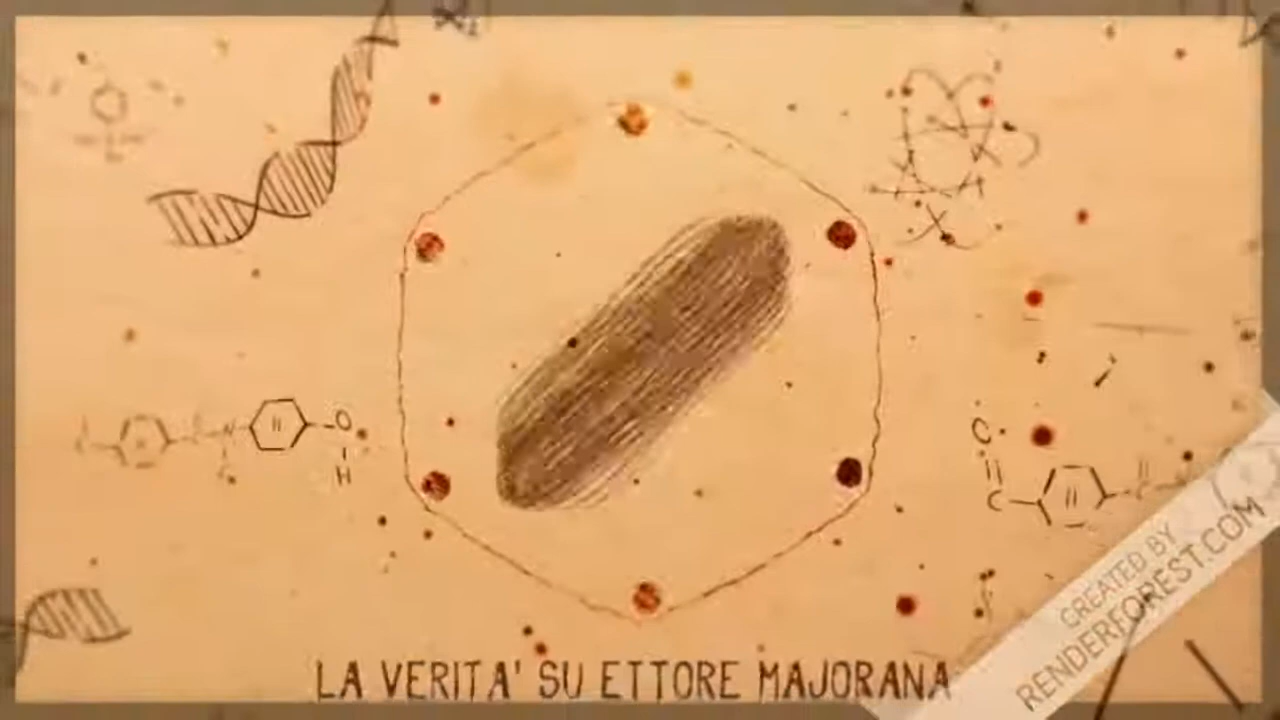 O
H
O
C
LA VERITA' SU ETTORE MAJORANA
CREATED BY
RENDERFOREST.COM